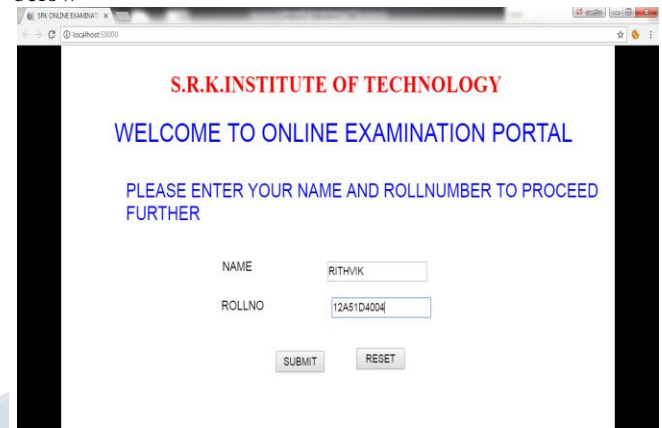 SRK ONLINE EXAMINATI
localhost:50000
S.R.K.INSTITUTE OF TECHNOLOGY
WELCOME TO ONLINE EXAMINATION PORTAL
PLEASE ENTER YOUR NAME AND ROLLNUMBER TO PROCEED
FURTHER
NAME RITHVIK
ROLLNO 12A51D4004
SUBMIT RESET